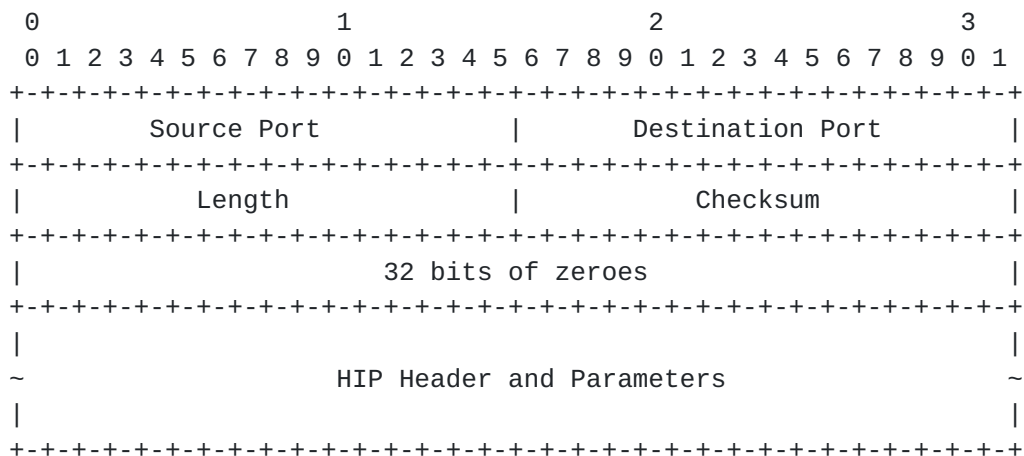 0                   1                   2                   3
 0 1 2 3 4 5 6 7 8 9 0 1 2 3 4 5 6 7 8 9 0 1 2 3 4 5 6 7 8 9 0 1
+-+-+-+-+-+-+-+-+-+-+-+-+-+-+-+-+-+-+-+-+-+-+-+-+-+-+-+-+-+-+-+-+
|        Source Port            |       Destination Port        |
+-+-+-+-+-+-+-+-+-+-+-+-+-+-+-+-+-+-+-+-+-+-+-+-+-+-+-+-+-+-+-+-+
|           Length              |           Checksum            |
+-+-+-+-+-+-+-+-+-+-+-+-+-+-+-+-+-+-+-+-+-+-+-+-+-+-+-+-+-+-+-+-+
|                       32 bits of zeroes                       |
+-+-+-+-+-+-+-+-+-+-+-+-+-+-+-+-+-+-+-+-+-+-+-+-+-+-+-+-+-+-+-+-+
|                                                               |
~                    HIP Header and Parameters                  ~
|                                                               |
+-+-+-+-+-+-+-+-+-+-+-+-+-+-+-+-+-+-+-+-+-+-+-+-+-+-+-+-+-+-+-+-+